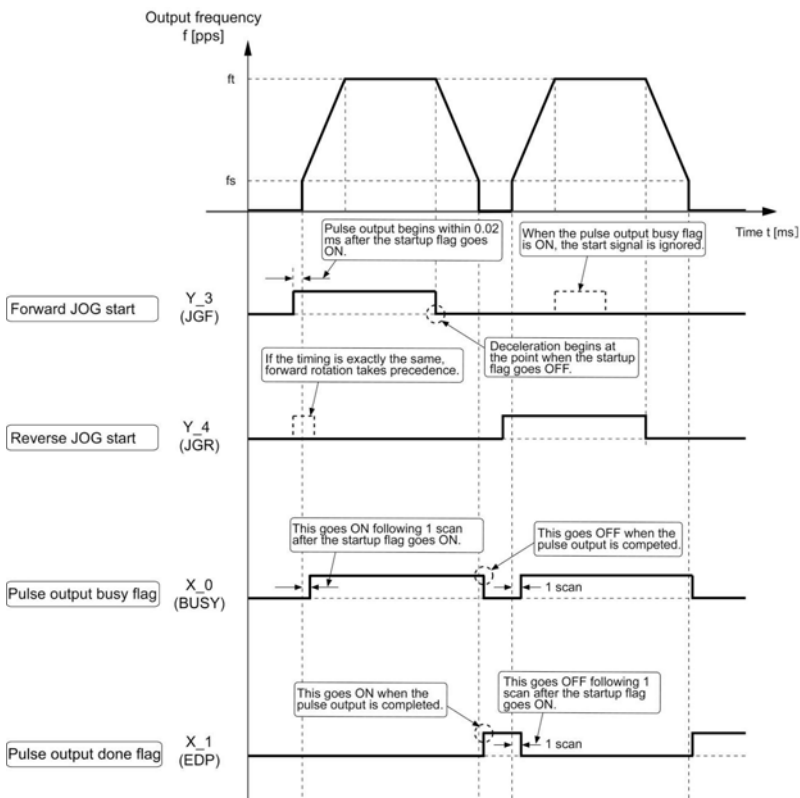 Output frequency
f [pps]
ft
fs
Time t [ms]
Pulse output begins within 0.02
ms after the startup flag goes
ON.
When the pulse output busy flag
is ON, the start signal is ignored.
Forward JOG start
Y_3
(JGF)
Deceleration begins at
the point when the startup
flag goes OFF.
If the timing is exactly the same,
forward rotation takes precedence.
Reverse JOG start
Y_4
(JGR)
This goes ON following 1 scan
after the startup flag goes ON.
This goes OFF when the
pulse output is competed.
Pulse output busy flag
X_0
(BUSY)
1 scan
This goes ON when the
pulse output is completed.
This goes OFF following 1
scan after the startup flag
goes ON.
Pulse output done flag
X_1
(EDP)
1 scan